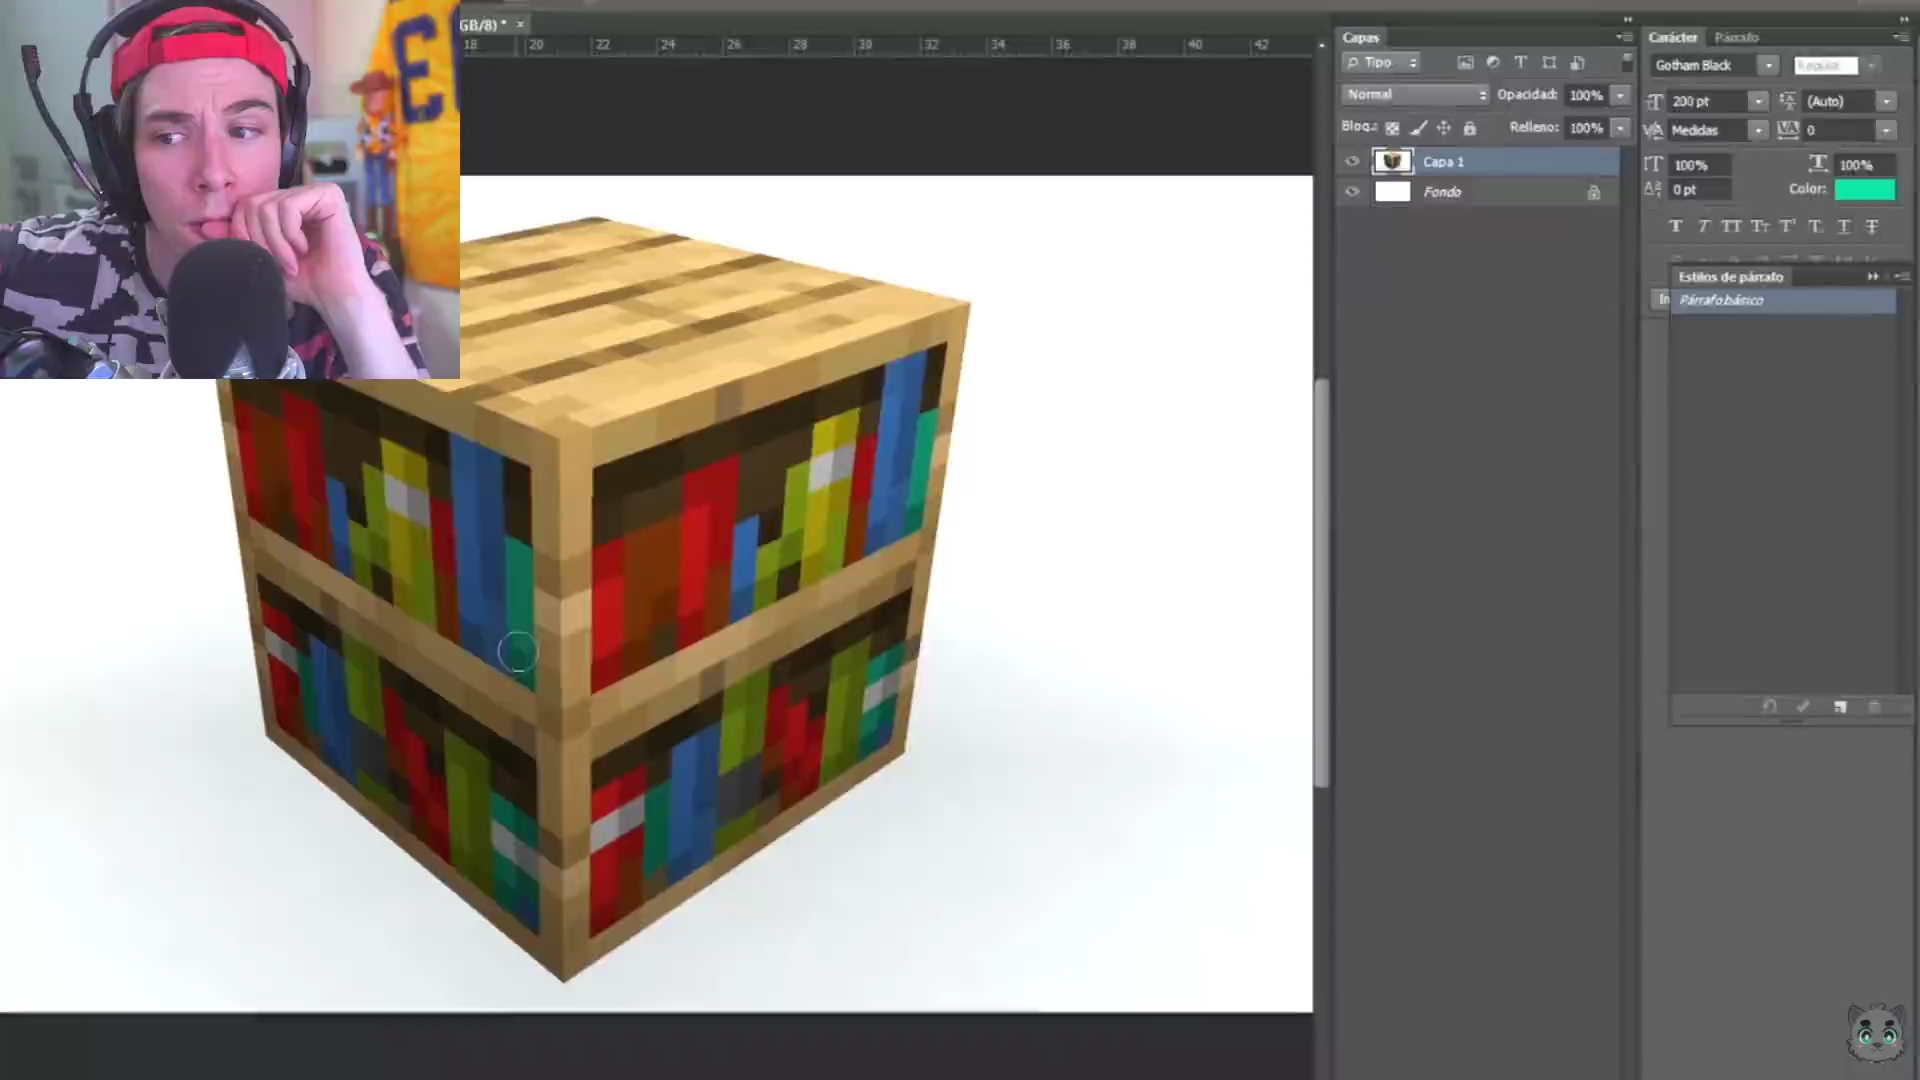 GB/8) * ×
18 20 22 24 26 28 30 32 34 36 38 40 42
Capas
Tipo
Normal Opacidad: 100%
Bloq.: Relleno: 100%
Capa 1
Fondo
Carácter Párrafo
Gotham Black Regular
200 pt (Auto)
Medidas 0
100% 100%
0 pt Color:
Estilos de párrafo
Párrafo básico